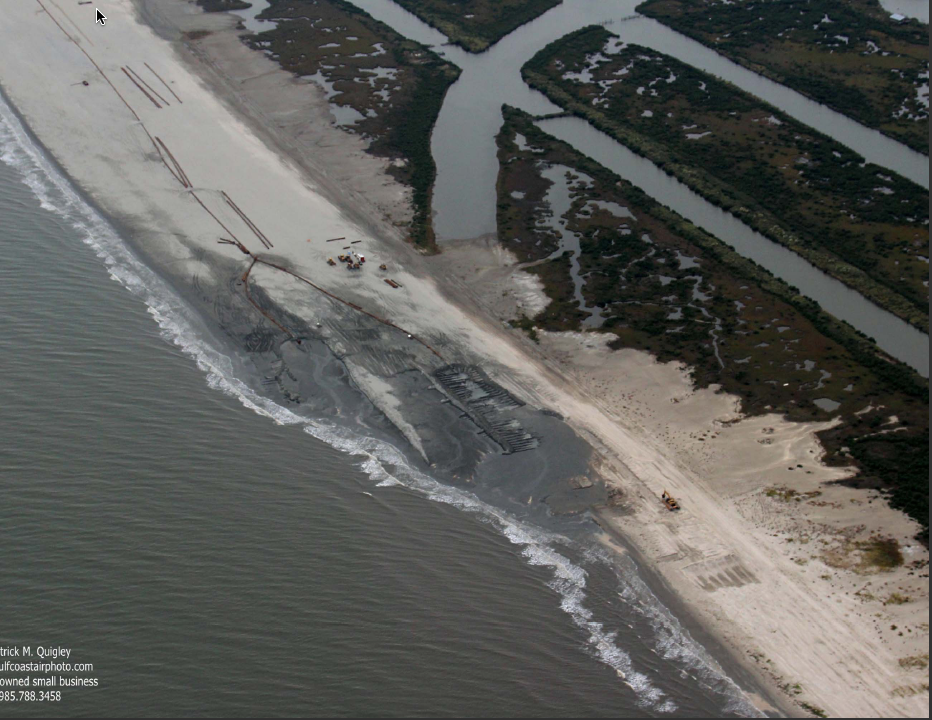 trick M. Quigley
ulfcoastairphoto.com
owned small business
985.788.3458